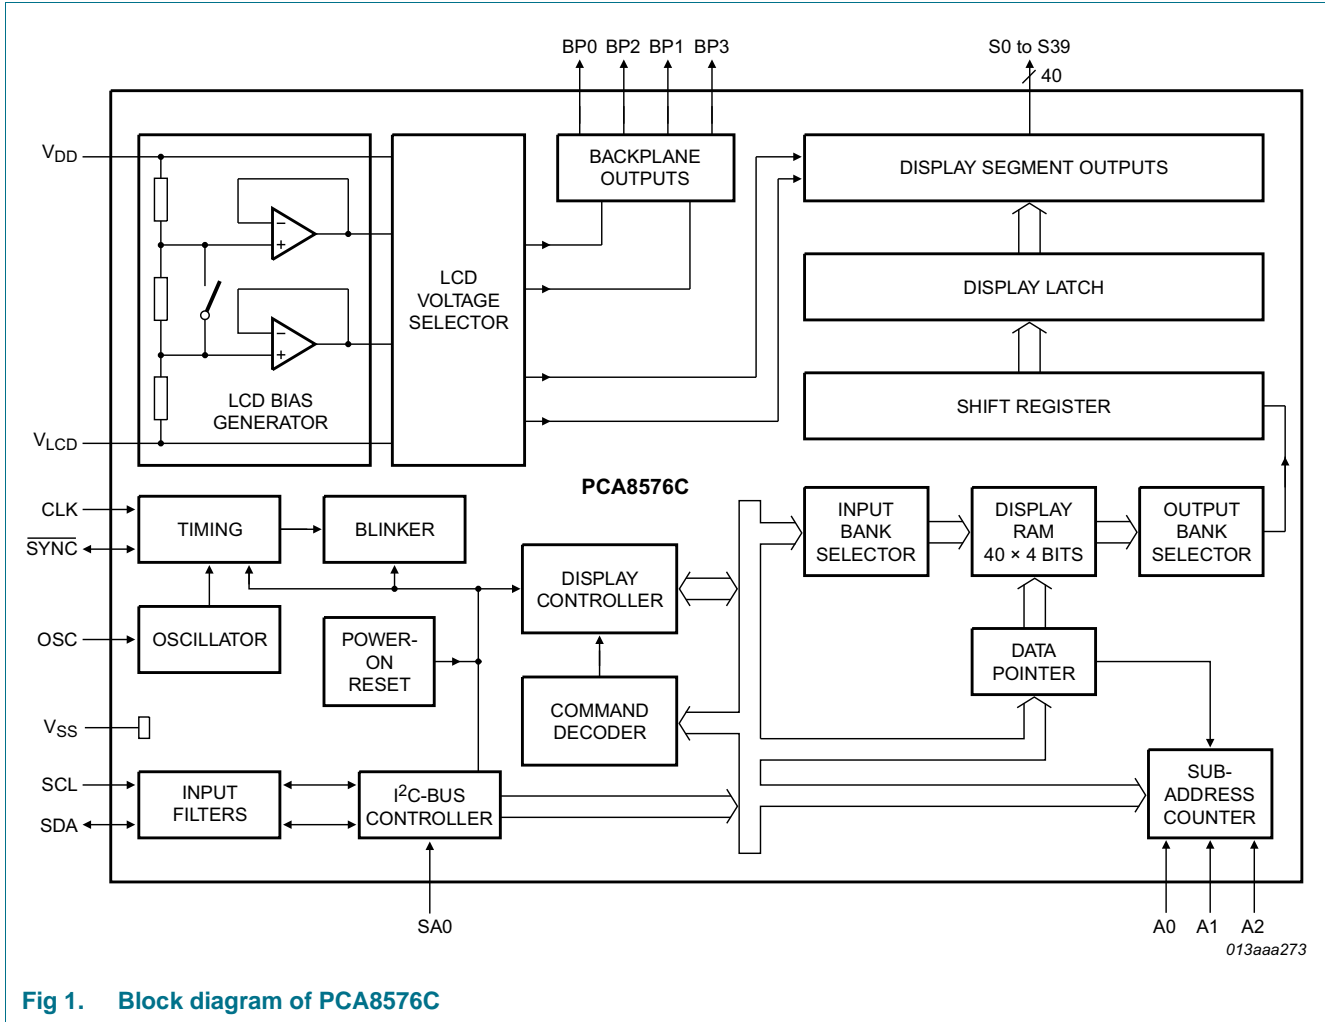 BP0 BP2 BP1 BP3
S0 to S39
40
VDD
BACKPLANE
OUTPUTS
DISPLAY SEGMENT OUTPUTS
−
+
LCD
VOLTAGE
SELECTOR
DISPLAY LATCH
−
+
LCD BIAS
GENERATOR
SHIFT REGISTER
VLCD
PCA8576C
CLK
SYNC
TIMING
BLINKER
INPUT
BANK
SELECTOR
DISPLAY
RAM
40 × 4 BITS
OUTPUT
BANK
SELECTOR
DISPLAY
CONTROLLER
OSC
OSCILLATOR
POWER-
ON
RESET
DATA
POINTER
COMMAND
DECODER
VSS
SCL
SDA
INPUT
FILTERS
I²C-BUS
CONTROLLER
SUB-
ADDRESS
COUNTER
SA0
A0 A1 A2
013aaa273
Fig 1. Block diagram of PCA8576C